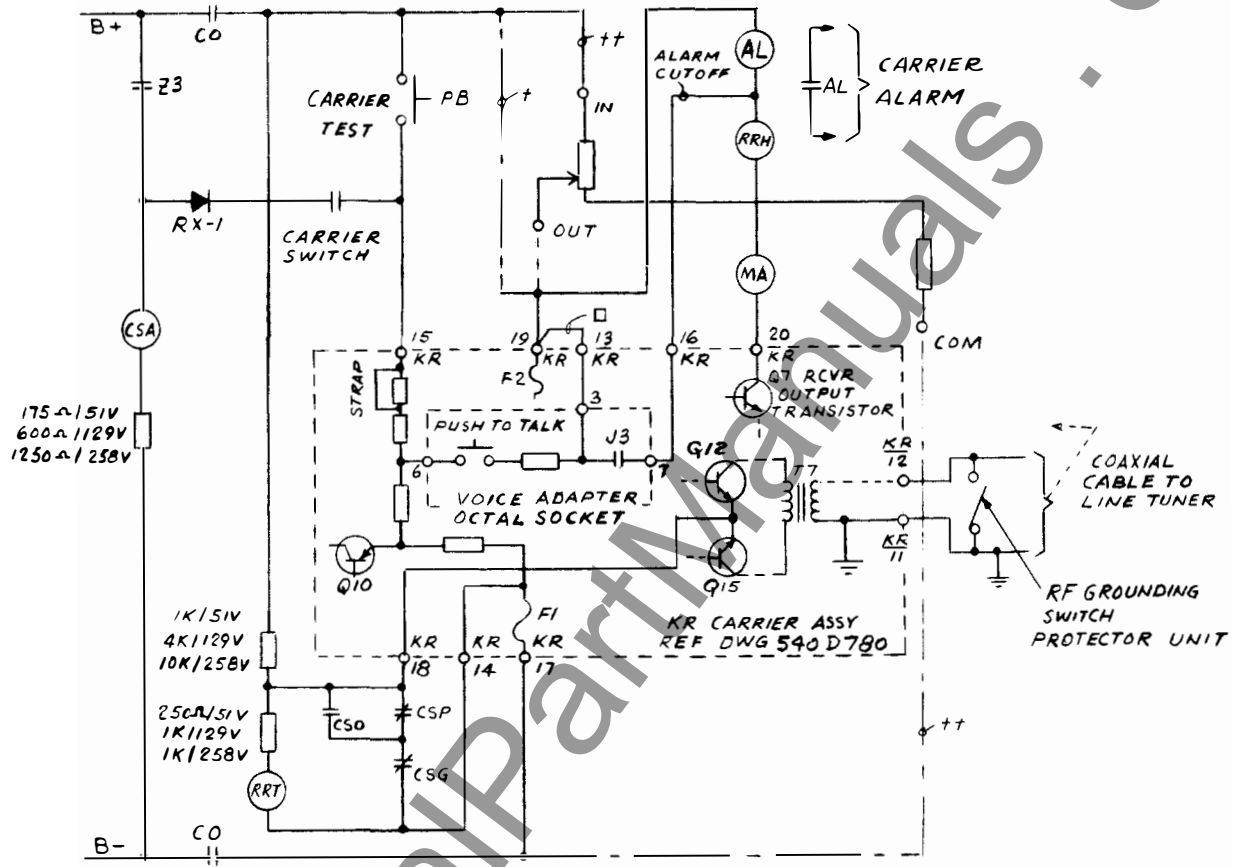 B+
CO
Z3
CARRIER
TEST
PB
†
††
IN
ALARM
CUTOFF
AL
AL
CARRIER
ALARM
RRH
RX-1
CARRIER
SWITCH
OUT
MA
CSA
COM
15
KR
19
KR
13
KR
16
KR
20
KR
STRAP
F2
Q7 RCVR
OUTPUT
TRANSISTOR
3
175Ω/51V
600Ω/129V
1250Ω/258V
PUSH TO TALK
J3
6
7
VOICE ADAPTER
OCTAL SOCKET
Q12
T7
KR
12
COAXIAL
CABLE TO
LINE TUNER
KR
11
Q10
Q15
F1
RF GROUNDING
SWITCH
PROTECTOR UNIT
1K/51V
4K/129V
10K/258V
KR
18
KR
14
KR
17
KR CARRIER ASSY
REF DWG 540D780
250Ω/51V
1K/129V
1K/258V
CSO
CSP
CSG
RRT
††
B-
CO
lPartManuals.